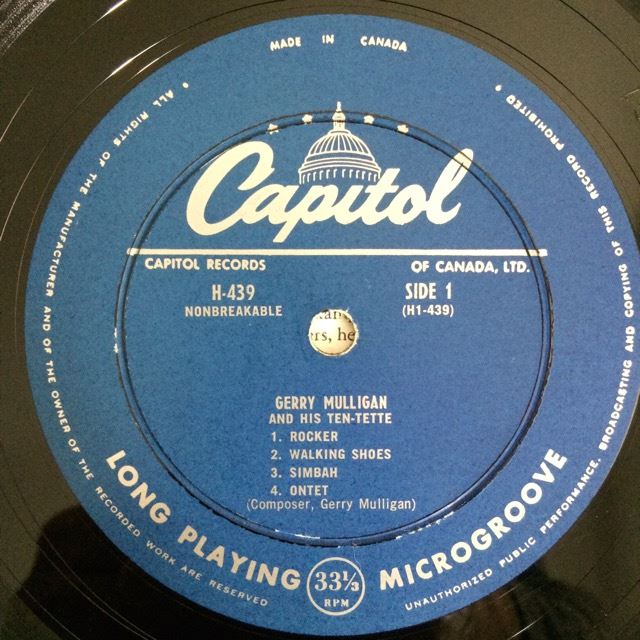 MADE IN CANADA
• ALL RIGHTS OF THE MANUFACTURER AND OF THE OWNER OF THE RECORDED WORK ARE RESERVED
UNAUTHORIZED PUBLIC PERFORMANCE, BROADCASTING AND COPYING OF THIS RECORD PROHIBITED •
Capitol
CAPITOL RECORDS OF CANADA, LTD.
H-439 SIDE 1
NONBREAKABLE (H1-439)
GERRY MULLIGAN
AND HIS TEN-TETTE
1. ROCKER
2. WALKING SHOES
3. SIMBAH
4. ONTET
(Composer, Gerry Mulligan)
LONG PLAYING 33⅓ RPM MICROGROOVE